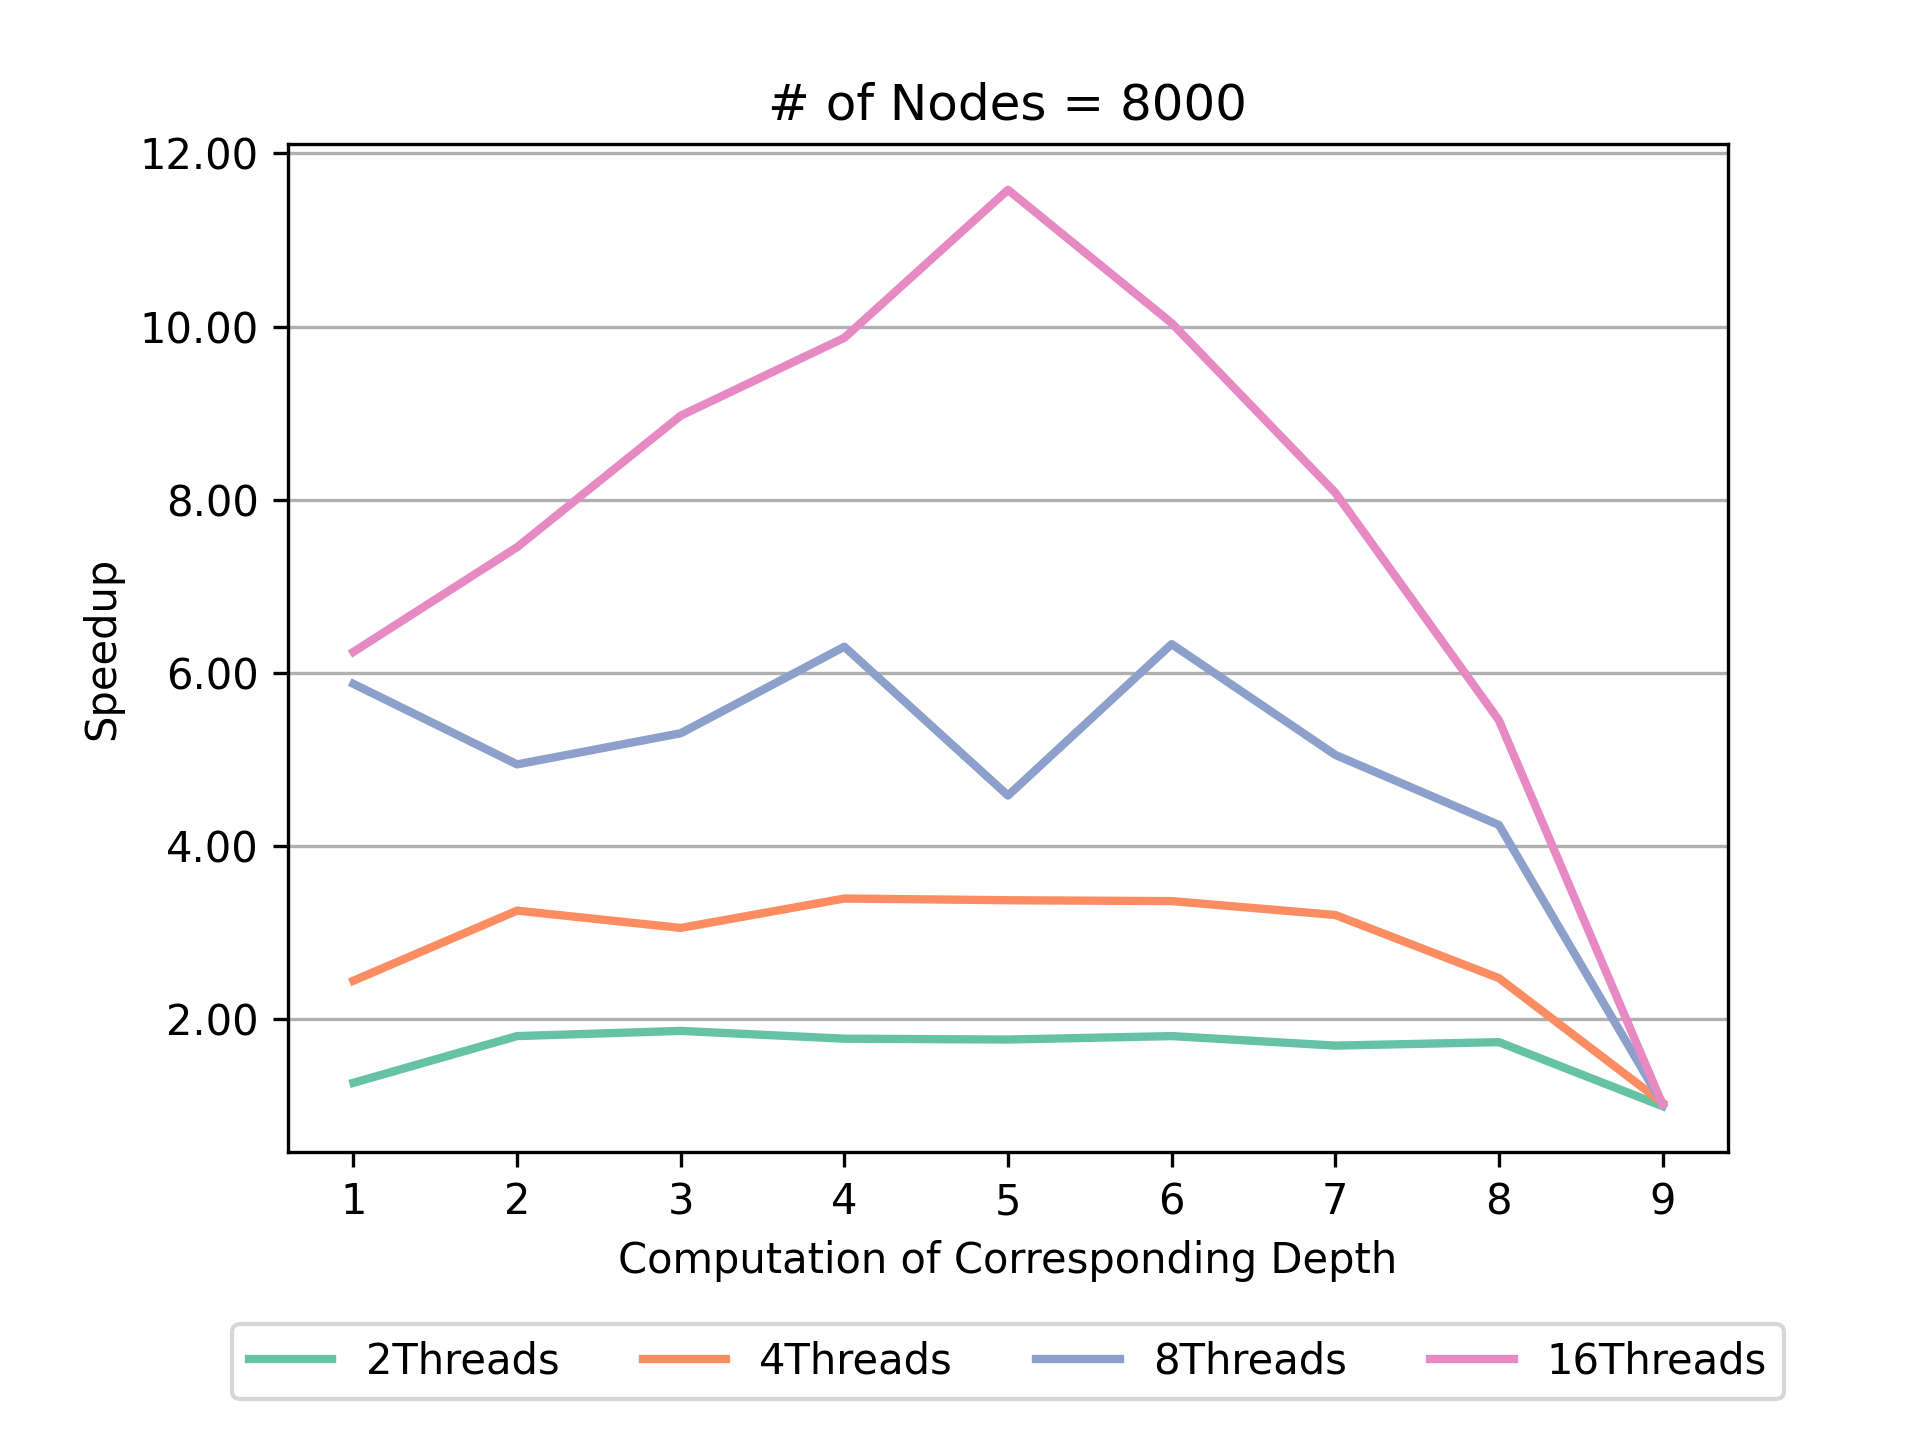 # of Nodes = 8000
12.00
10.00
8.00
6.00
4.00
2.00
Speedup
1 2 3 4 5 6 7 8 9
Computation of Corresponding Depth
2Threads 4Threads 8Threads 16Threads